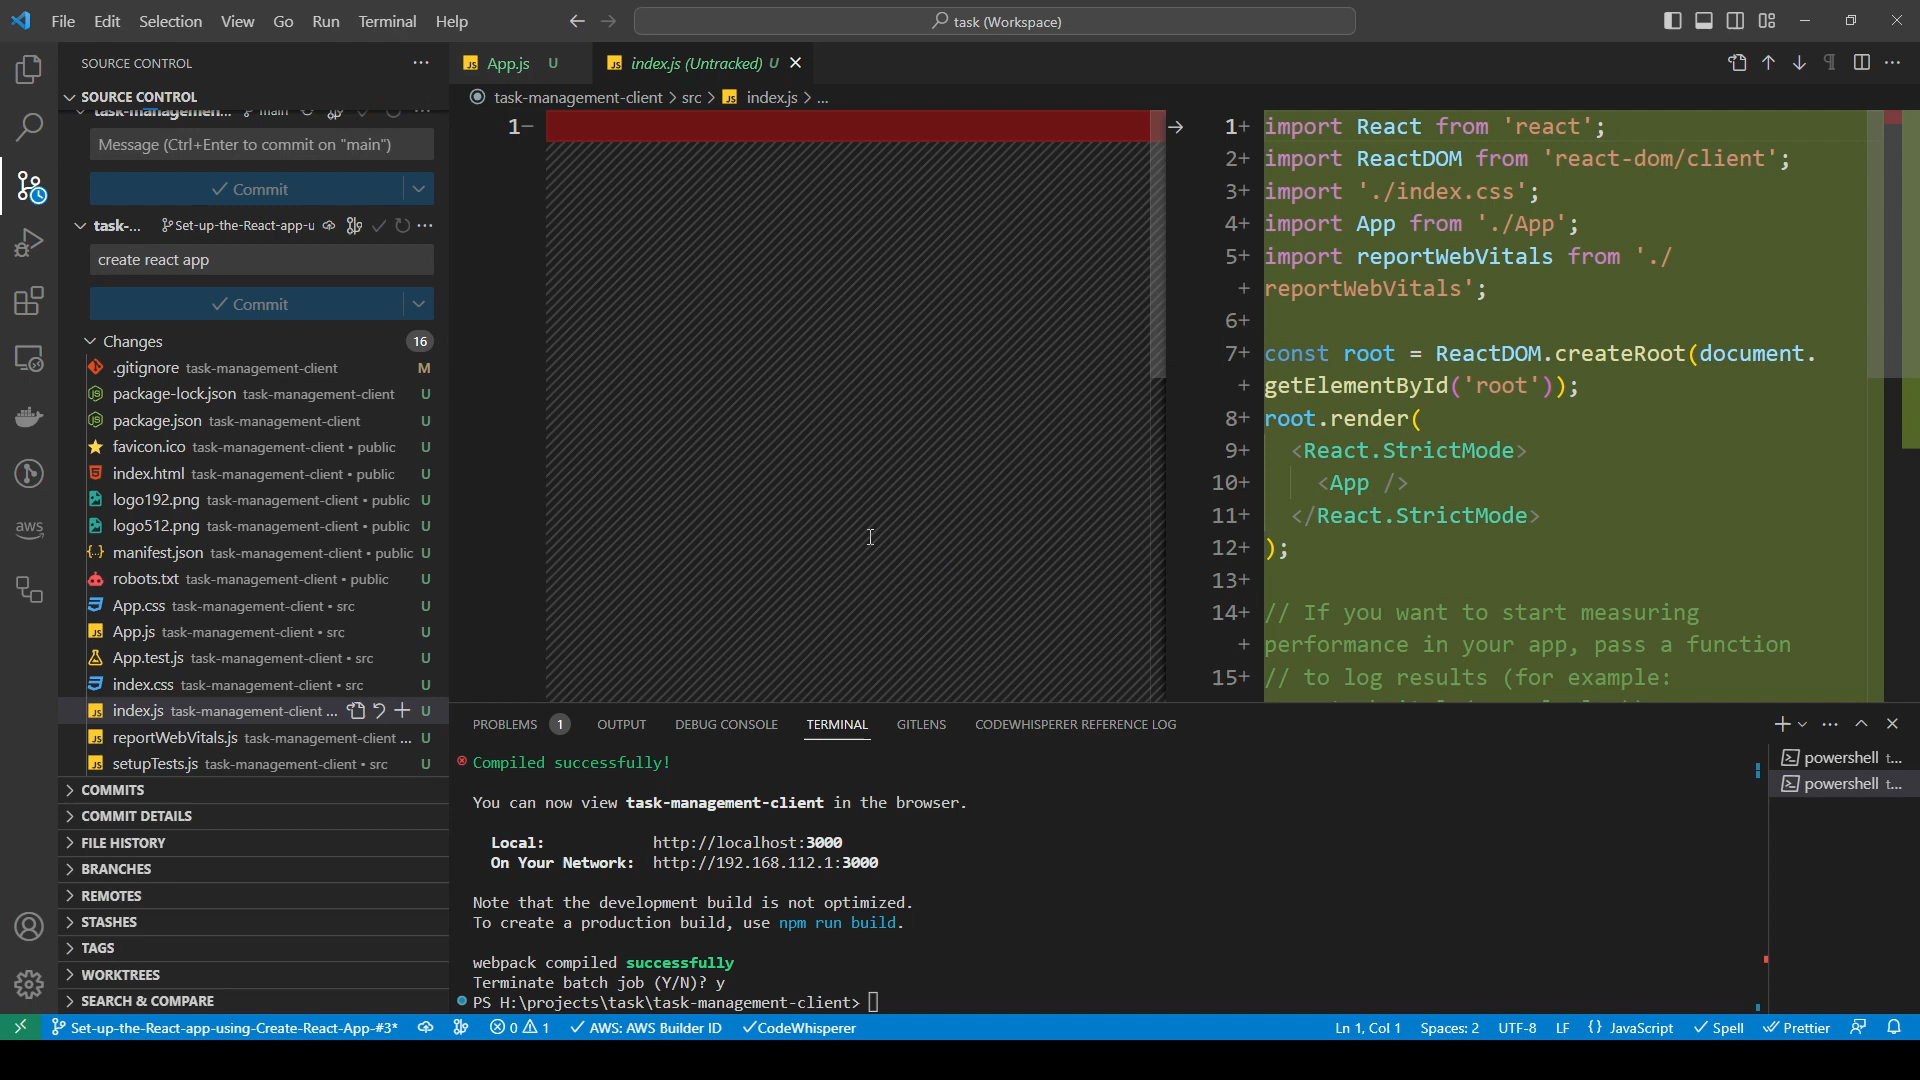 File Edit Selection View Go Run Terminal Help
task (Workspace)
SOURCE CONTROL
SOURCE CONTROL
task-managemen... main
Message (Ctrl+Enter to commit on "main")
Commit
task-... Set-up-the-React-app-u
create react app
Commit
Changes 16
.gitignore task-management-client M
package-lock.json task-management-client U
package.json task-management-client U
favicon.ico task-management-client • public U
index.html task-management-client • public U
logo192.png task-management-client • public U
logo512.png task-management-client • public U
manifest.json task-management-client • public U
robots.txt task-management-client • public U
App.css task-management-client • src U
App.js task-management-client • src U
App.test.js task-management-client • src U
index.css task-management-client • src U
index.js task-management-client ... U
reportWebVitals.js task-management-client ... U
setupTests.js task-management-client • src U
COMMITS
COMMIT DETAILS
FILE HISTORY
BRANCHES
REMOTES
STASHES
TAGS
WORKTREES
SEARCH & COMPARE
aws
App.js U
index.js (Untracked) U
task-management-client > src > JS index.js > ...
1-
1+ import React from 'react';
2+ import ReactDOM from 'react-dom/client';
3+ import './index.css';
4+ import App from './App';
5+ import reportWebVitals from './
+ reportWebVitals';
6+
7+ const root = ReactDOM.createRoot(document.
+ getElementById('root'));
8+ root.render(
9+ <React.StrictMode>
10+ <App />
11+ </React.StrictMode>
12+ );
13+
14+ // If you want to start measuring
+ performance in your app, pass a function
15+ // to log results (for example:
PROBLEMS 1 OUTPUT DEBUG CONSOLE TERMINAL GITLENS CODEWHISPERER REFERENCE LOG
powershell t...
powershell t...
Compiled successfully!
You can now view task-management-client in the browser.
Local: http://localhost:3000
On Your Network: http://192.168.112.1:3000
Note that the development build is not optimized.
To create a production build, use npm run build.
webpack compiled successfully
Terminate batch job (Y/N)? y
PS H:\projects\task\task-management-client>
Set-up-the-React-app-using-Create-React-App-#3* 0 1 AWS: AWS Builder ID CodeWhisperer Ln 1, Col 1 Spaces: 2 UTF-8 LF {} JavaScript Spell Prettier